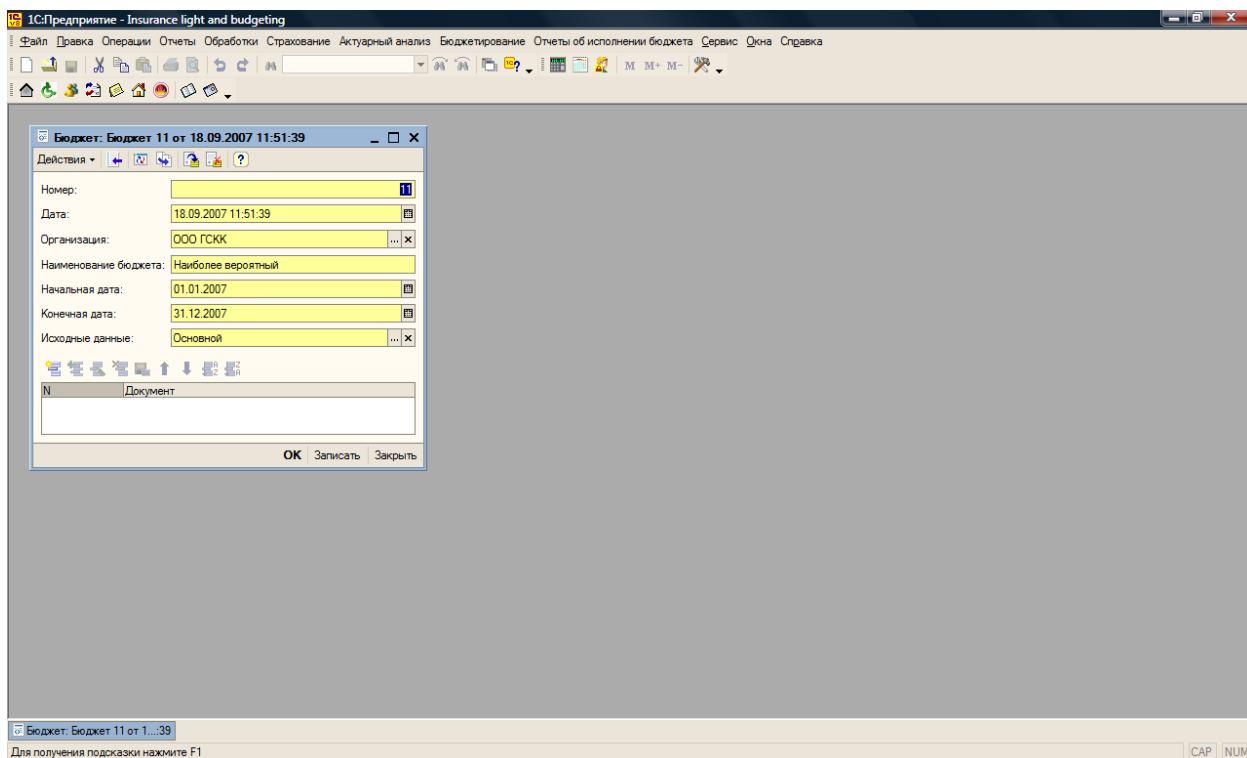 1С:Предприятие - Insurance light and budgeting
Файл Правка Операции Отчеты Обработки Страхование Актуарный анализ Бюджетирование Отчеты об исполнении бюджета Сервис Окна Справка
M M+ M-
Бюджет: Бюджет 11 от 18.09.2007 11:51:39
Действия
Номер: 11
Дата: 18.09.2007 11:51:39
Организация: ООО ГСКК ...
Наименование бюджета: Наиболее вероятный
Начальная дата: 01.01.2007
Конечная дата: 31.12.2007
Исходные данные: Основной ...
N Документ
OK Записать Закрыть
Бюджет: Бюджет 11 от 1...:39
Для получения подсказки нажмите F1
CAP NUM